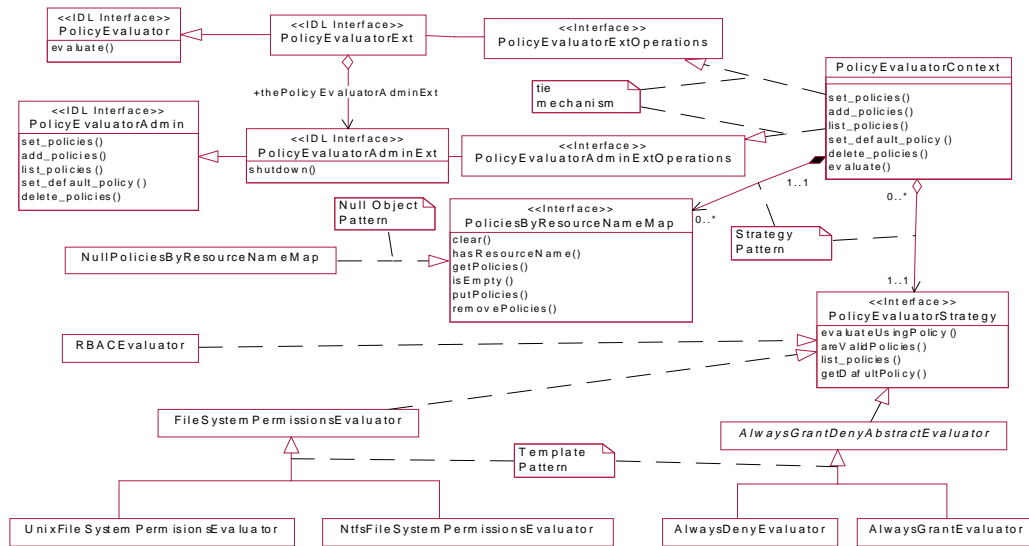 <<IDL Interface>>
PolicyEvaluator
evaluate()
<<IDL Interface>>
PolicyEvaluatorExt
<<Interface>>
PolicyEvaluatorExtOperations
PolicyEvaluatorContext
set_policies()
add_policies()
list_policies()
set_default_policy()
delete_policies()
evaluate()
tie
mechanism
+thePolicyEvaluatorAdminExt
<<IDL Interface>>
PolicyEvaluatorAdmin
set_policies()
add_policies()
list_policies()
set_default_policy()
delete_policies()
<<IDL Interface>>
PolicyEvaluatorAdminExt
shutdown()
<<Interface>>
PolicyEvaluatorAdminExtOperations
1..1
0..*
0..*
1..1
Null Object
Pattern
<<Interface>>
PoliciesByResourceNameMap
clear()
hasResourceName()
getPolicies()
isEmpty()
putPolicies()
removePolicies()
Strategy
Pattern
NullPoliciesByResourceNameMap
<<Interface>>
PolicyEvaluatorStrategy
evaluateUsingPolicy()
areValidPolicies()
list_policies()
getDafultPolicy()
RBACEvaluator
FileSystemPermissionsEvaluator
AlwaysGrantDenyAbstractEvaluator
Template
Pattern
UnixFileSystemPermisionsEvaluator
NtfsFileSystemPermissionsEvaluator
AlwaysDenyEvaluator
AlwaysGrantEvaluator